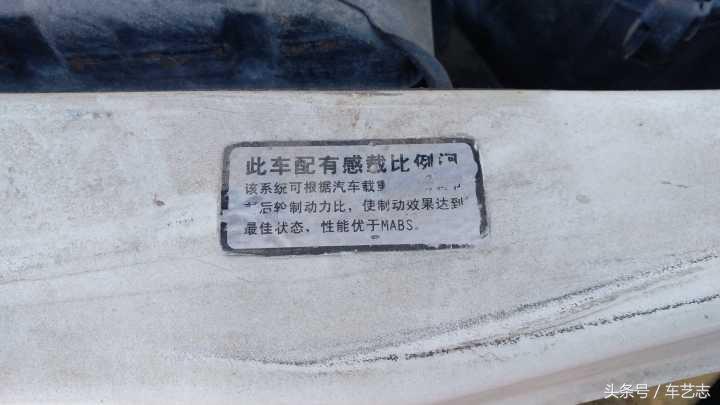 此车配有感载比例
该系统可根据汽车载
后轮制动力比，使制动效果达到
最佳状态，性能优于MABS.
头条号 / 车艺志